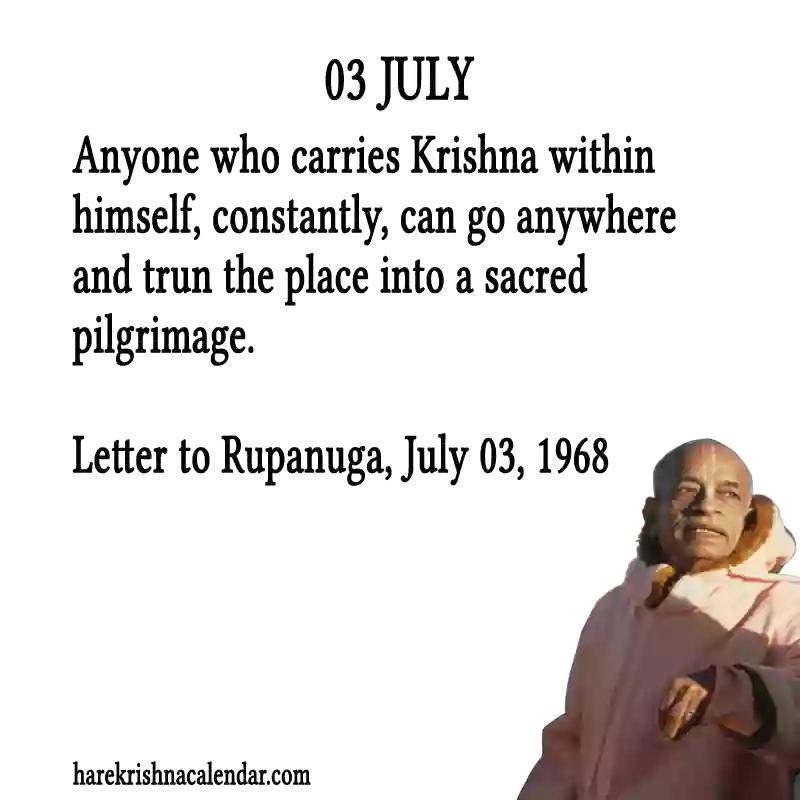 03 JULY
Anyone who carries Krishna within
himself, constantly, can go anywhere
and trun the place into a sacred
pilgrimage.
Letter to Rupanuga, July 03, 1968
harekrishnacalendar.com